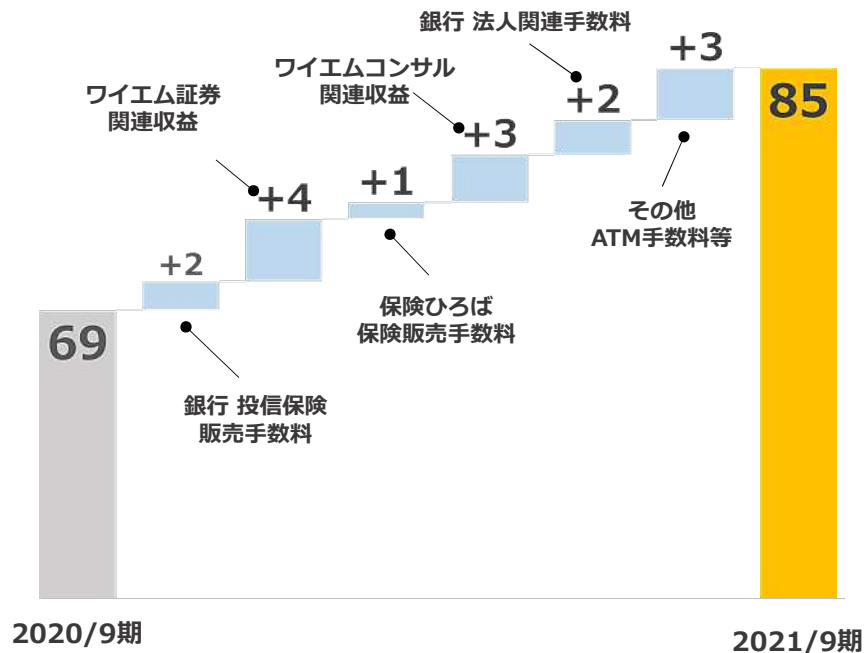 銀行 法人関連手数料
+3
ワイエムコンサル
関連収益
85
ワイエム証券
関連収益
+2
+3
+1
+4
その他
ATM手数料等
+2
保険ひろば
保険販売手数料
69
銀行 投信保険
販売手数料
2020/9期
2021/9期